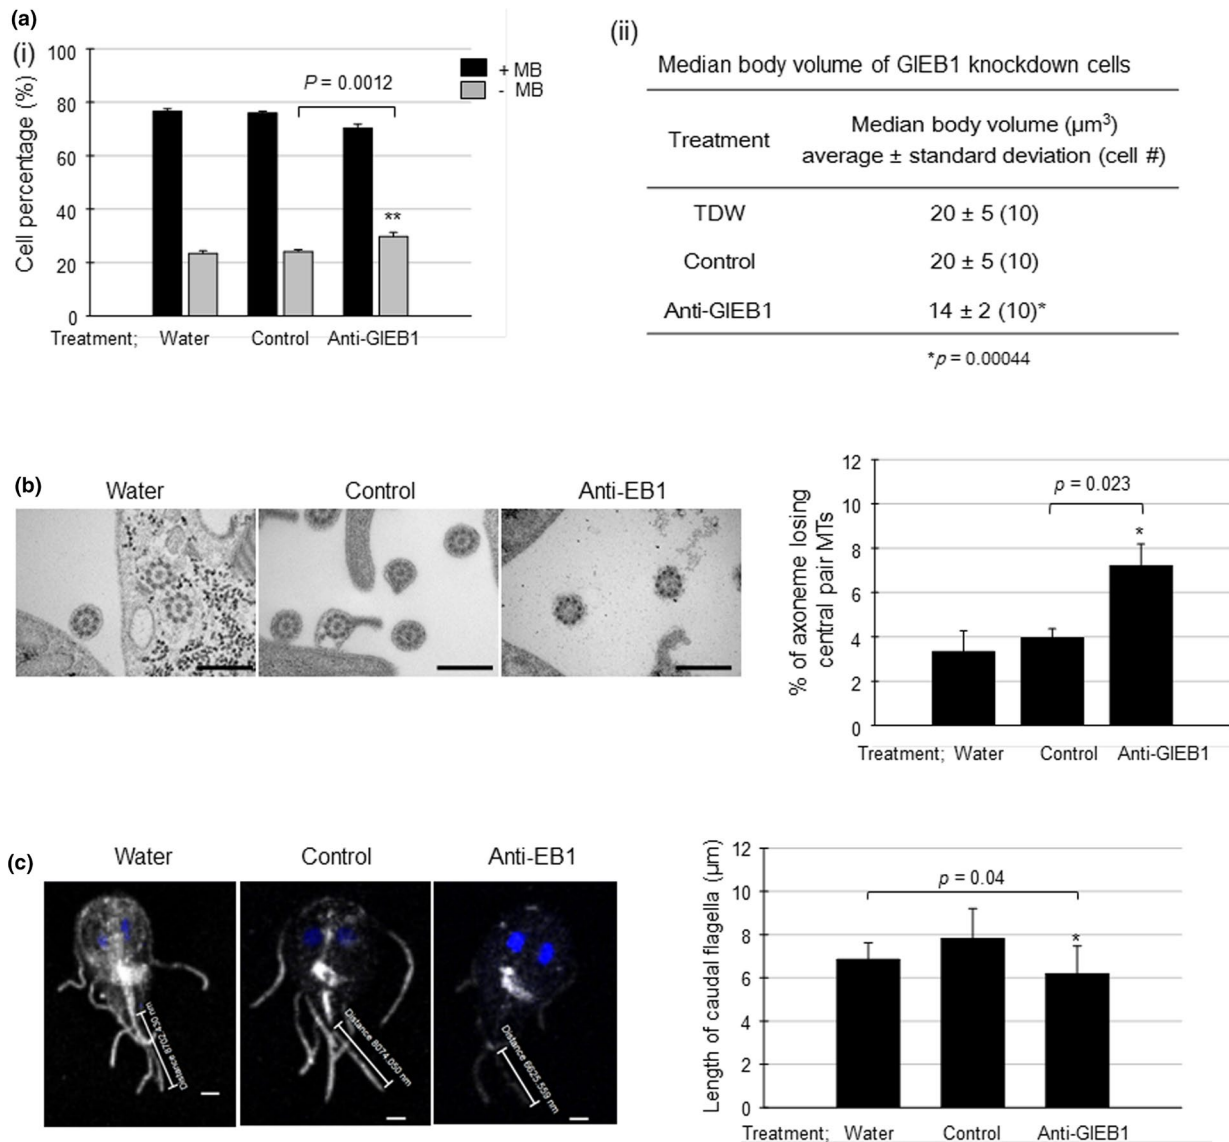 (a)
(i)
100
80
60
40
20
0
Cell percentage (%)
+ MB
- MB
P = 0.0012
**
Treatment; Water Control Anti-GlEB1
(ii)
Median body volume of GlEB1 knockdown cells
Treatment
Median body volume (µm³)
average ± standard deviation (cell #)
TDW 20 ± 5 (10)
Control 20 ± 5 (10)
Anti-GlEB1 14 ± 2 (10)*
*p = 0.00044
(b)
Water Control Anti-EB1
12
10
8
6
4
2
0
% of axoneme losing
central pair MTs
p = 0.023
*
Treatment; Water Control Anti-GlEB1
(c)
Water Control Anti-EB1
Distance 8702.430 nm
Distance 8074.050 nm
Distance 6625.559 nm
12
10
8
6
4
2
0
Length of caudal flagella (µm)
p = 0.04
*
Treatment; Water Control Anti-GlEB1